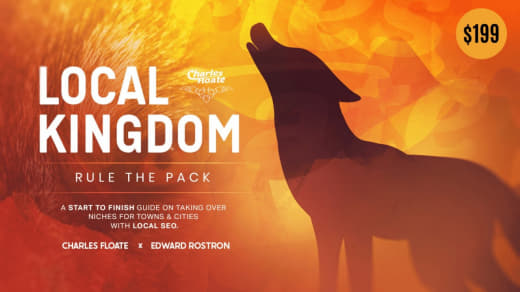 $199
Charles
Floate
LOCAL
KINGDOM
RULE THE PACK
A START TO FINISH GUIDE ON TAKING OVER
NICHES FOR TOWNS & CITIES
WITH LOCAL SEO.
CHARLES FLOATE x EDWARD ROSTRON